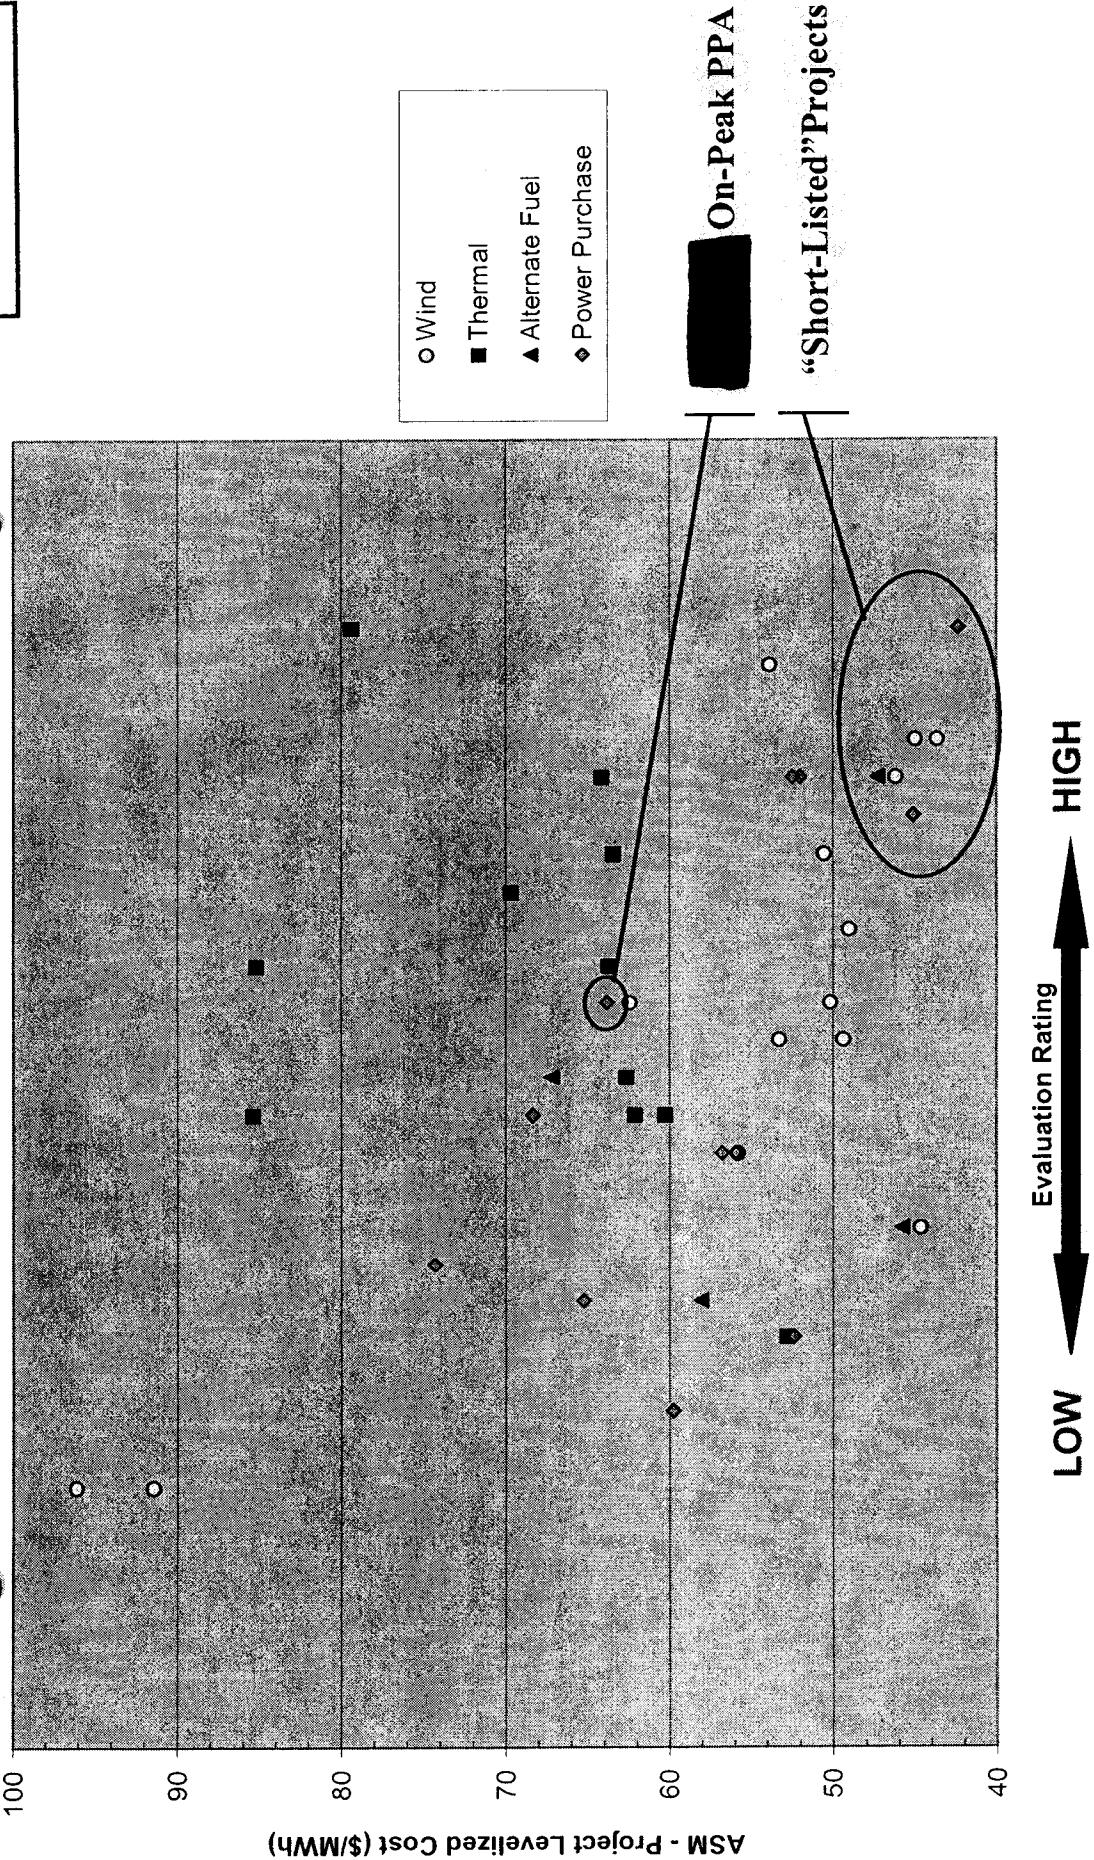 ASM - Project Levelized Cost ($/MWh)
100
90
80
70
60
50
40
LOW
Evaluation Rating
HIGH
Wind
Thermal
Alternate Fuel
Power Purchase
On-Peak PPA
“Short-Listed”Projects